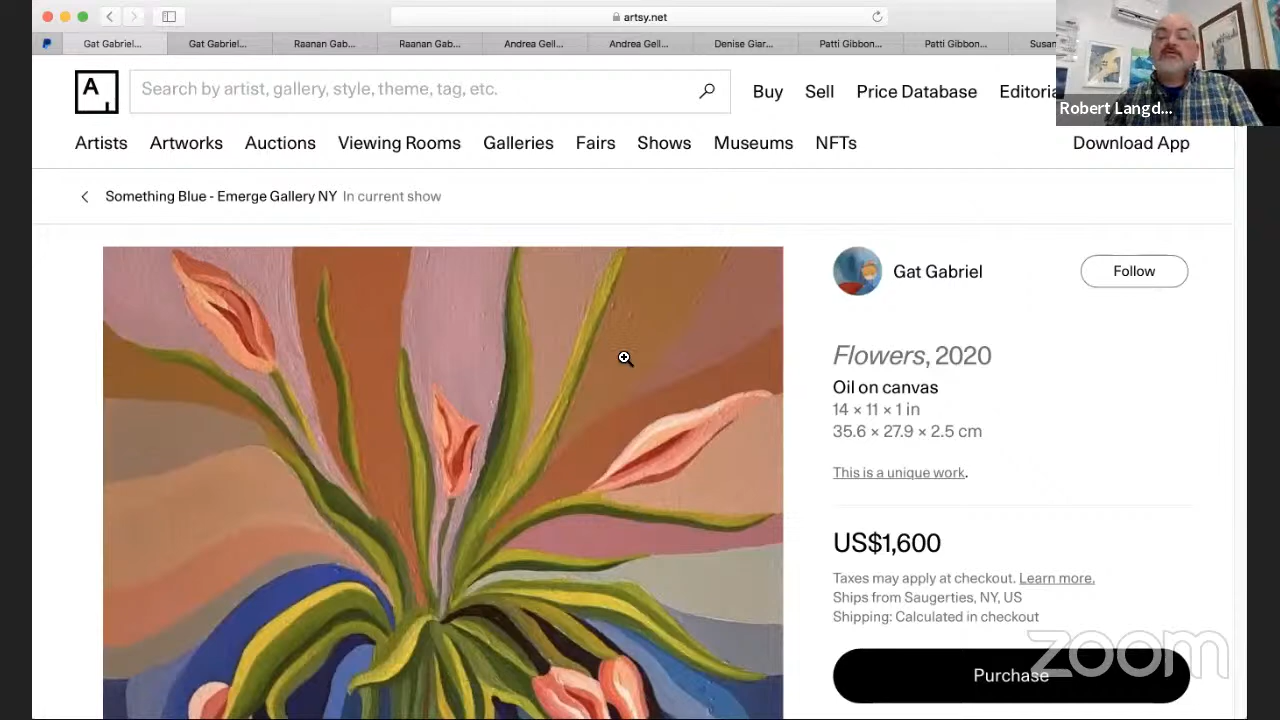 artsy.net
Gat Gabriel... Gat Gabriel... Raanan Gab... Raanan Gab... Andrea Gell... Andrea Gell... Denise Giar... Patti Gibbon... Patti Gibbon... Susan
A
Search by artist, gallery, style, theme, tag, etc.
Buy Sell Price Database Editoria
Robert Langd...
Artists Artworks Auctions Viewing Rooms Galleries Fairs Shows Museums NFTs Download App
Something Blue - Emerge Gallery NY In current show
Gat Gabriel
Follow
Flowers, 2020
Oil on canvas
14 × 11 × 1 in
35.6 × 27.9 × 2.5 cm
This is a unique work.
US$1,600
Taxes may apply at checkout. Learn more.
Ships from Saugerties, NY, US
Shipping: Calculated in checkout
zoom
Purchase